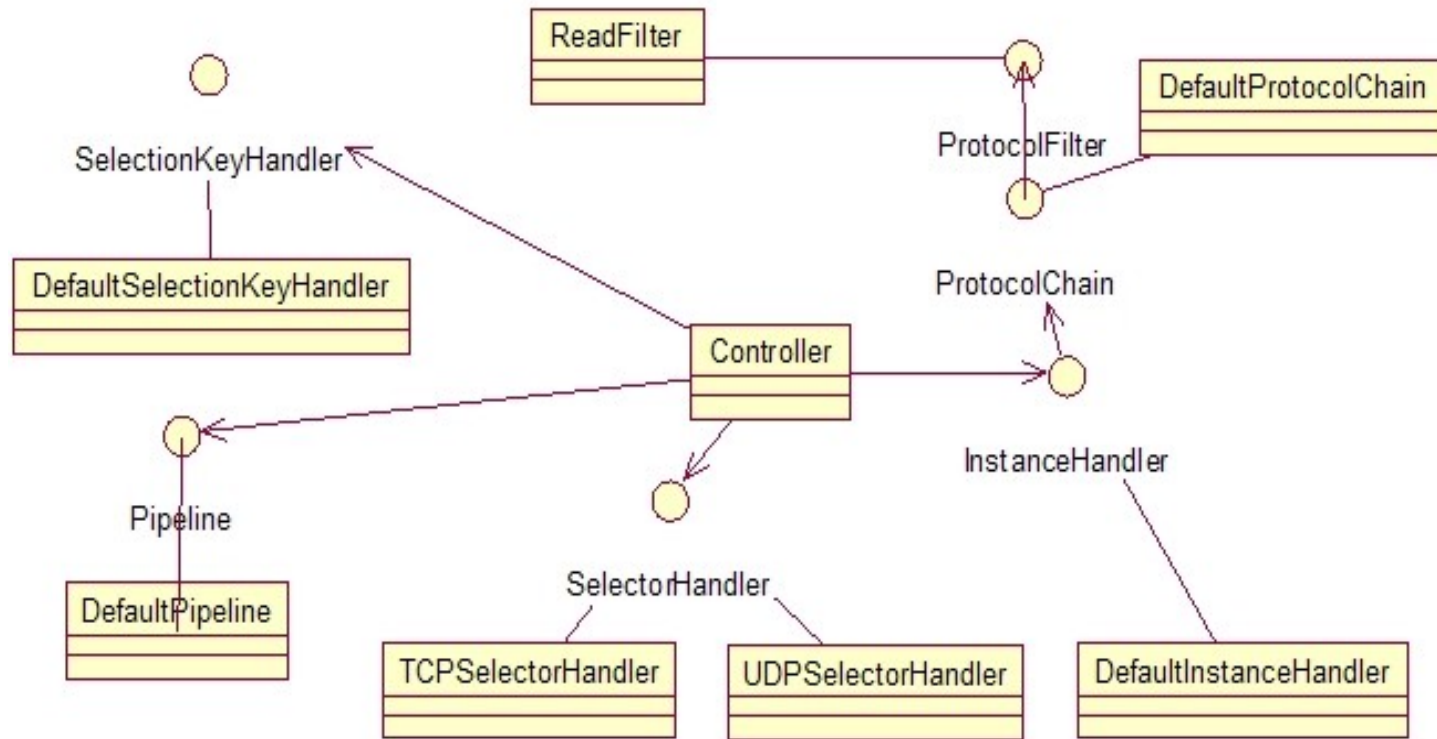 ReadFilter
DefaultProtocolChain
ProtocolFilter
SelectionKeyHandler
DefaultSelectionKeyHandler
ProtocolChain
Controller
InstanceHandler
Pipeline
SelectorHandler
DefaultPipeline
TCPSelectorHandler
UDPSelectorHandler
DefaultInstanceHandler